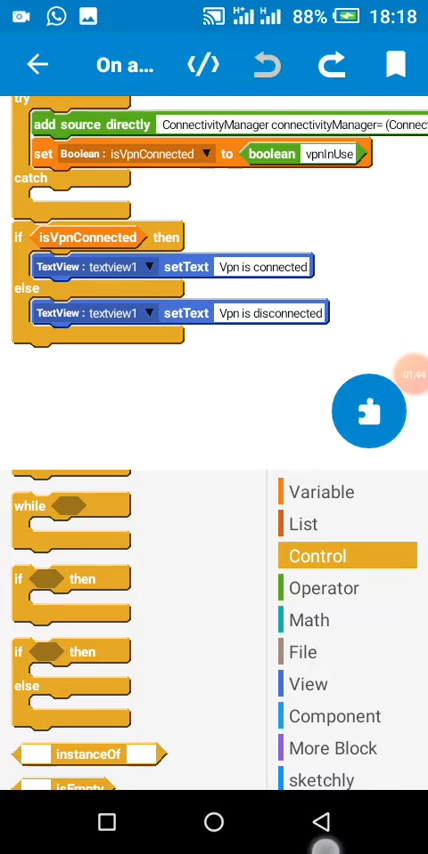 88% 18:18
On a...
try
add source directly ConnectivityManager connectivityManager= (Connec
set Boolean : isVpnConnected to boolean vpnInUse
catch
if isVpnConnected then
TextView : textview1 setText Vpn is connected
else
TextView : textview1 setText Vpn is disconnected
01:44
while
if then
if then
else
instanceOf
isEmpty
Variable
List
Control
Operator
Math
File
View
Component
More Block
sketchly